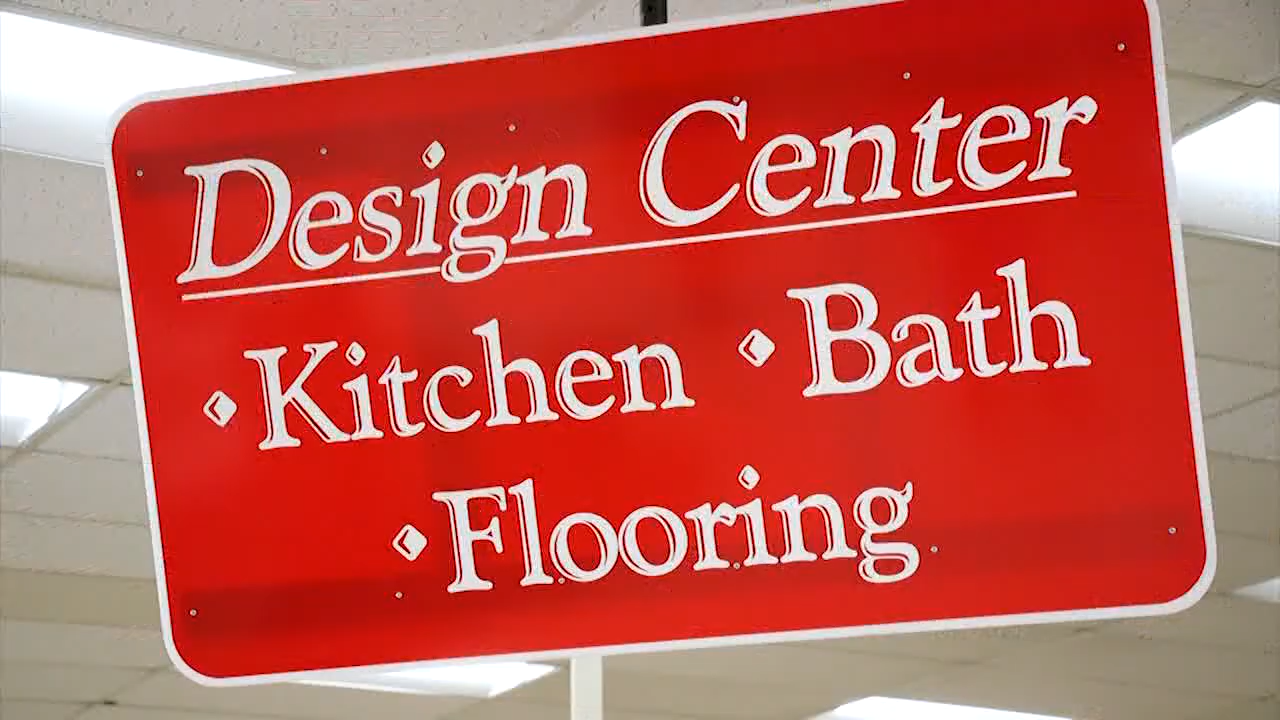 Design Center
• Kitchen • Bath
• Flooring